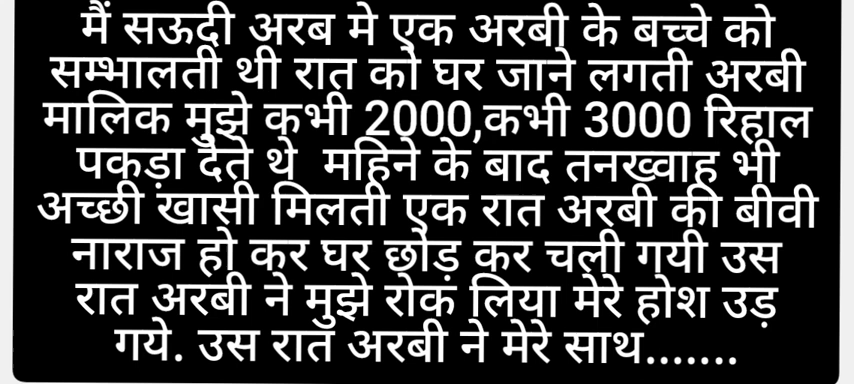 मैं सऊदी अरब मे एक अरबी के बच्चे को
सम्भालती थी रात को घर जाने लगती अरबी
मालिक मुझे कभी 2000,कभी 3000 रिहाल
पकड़ा देते थे  महिने के बाद तनख्वाह भी
अच्छी खासी मिलती एक रात अरबी की बीवी
नाराज हो कर घर छोड़ कर चली गयी उस
रात अरबी ने मुझे रोक लिया मेरे होश उड़
गये. उस रात अरबी ने मेरे साथ.......